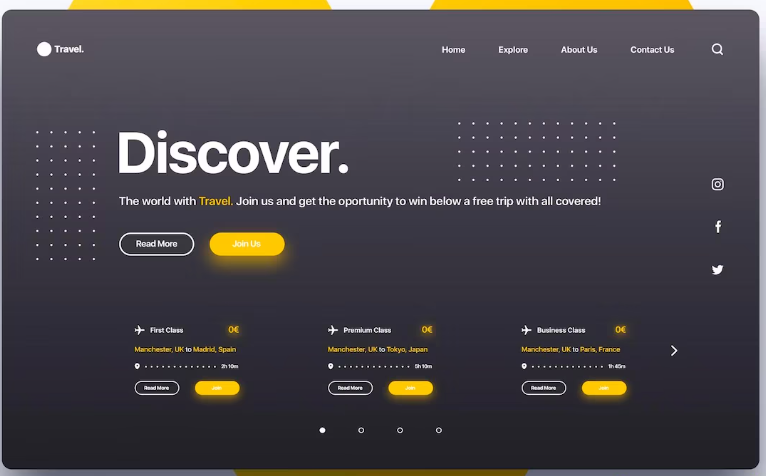 Travel.
Home Explore About Us Contact Us
Discover.
The world with Travel. Join us and get the oportunity to win below a free trip with all covered!
Read More Join Us
First Class 0€ Premium Class 0€ Business Class 0€
Manchester, UK to Madrid, Spain Manchester, UK to Tokyo, Japan Manchester, UK to Paris, France
2h 10m 5h 10m 1h 45m
Read More Join Read More Join Read More Join